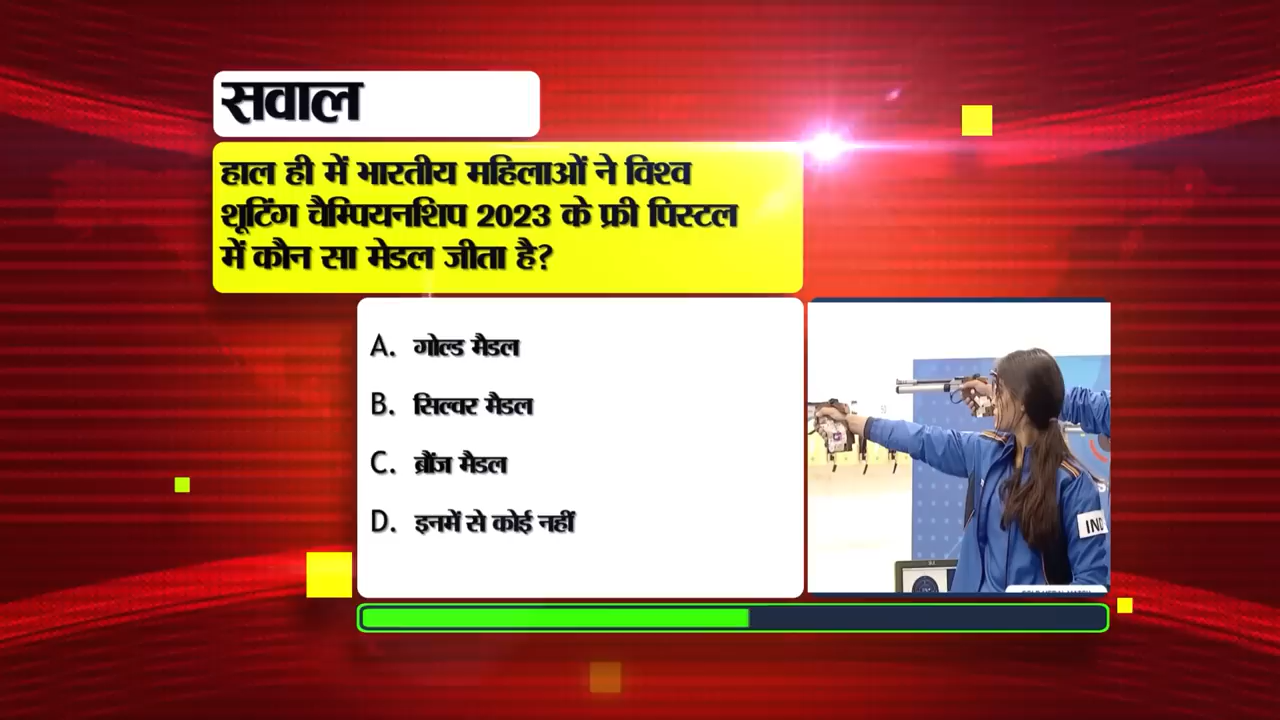 सवाल
हाल ही में भारतीय महिलाओं ने विश्व
शूटिंग चैम्पियनशिप 2023 के फ्री पिस्टल
में कौन सा मेडल जीता है?
A. गोल्ड मैडल
B. सिल्वर मैडल
C. ब्रौंज मैडल
D. इनमें से कोई नहीं
IND